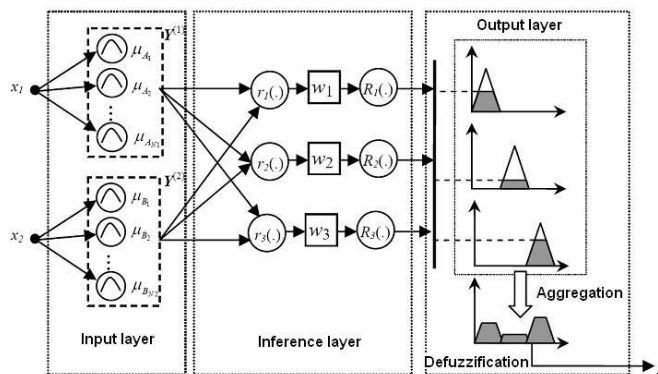 Output layer
Y(1)
μA1
μA2
μAN1
x1
r1(.)
w1
R1(.)
r2(.)
w2
R2(.)
Y(2)
μB1
μB2
μBN2
x2
r3(.)
w3
R3(.)
Aggregation
Input layer
Inference layer
Defuzzification